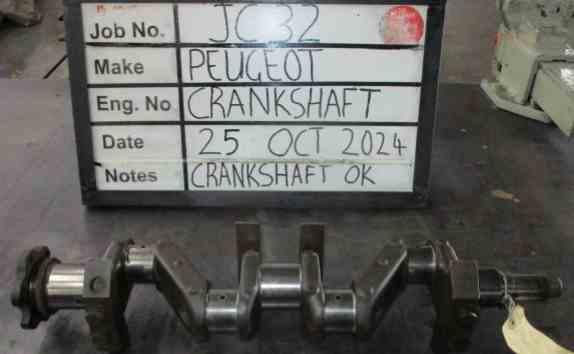 Job No. JC32
Make PEUGEOT
Eng. No CRANKSHAFT
Date 25 OCT 2024
Notes CRANKSHAFT OK